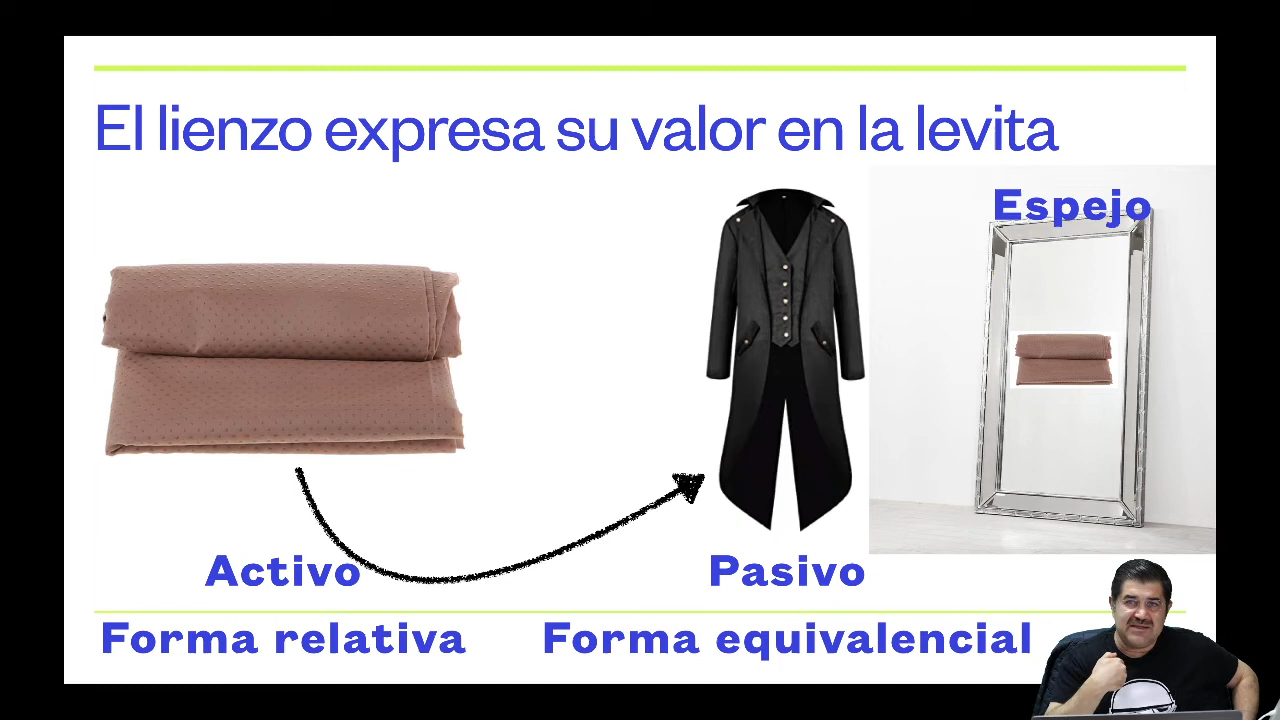 El lienzo expresa su valor en la levita
Espejo
Activo
Pasivo
Forma relativa
Forma equivalencial